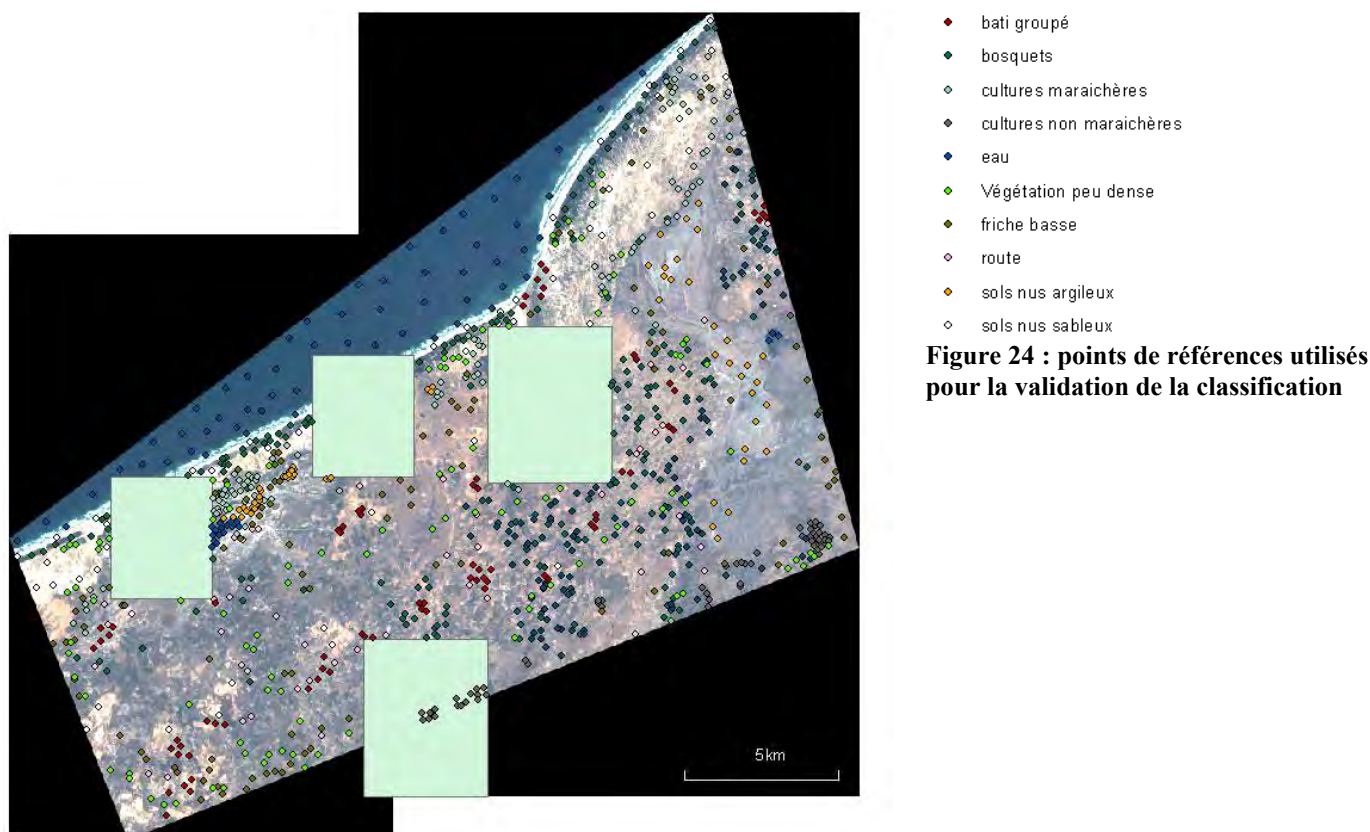 bati groupé
bosquets
cultures maraichères
cultures non maraichères
eau
Végétation peu dense
friche basse
route
sols nus argileux
sols nus sableux
Figure 24 : points de références utilisés
pour la validation de la classification
5km